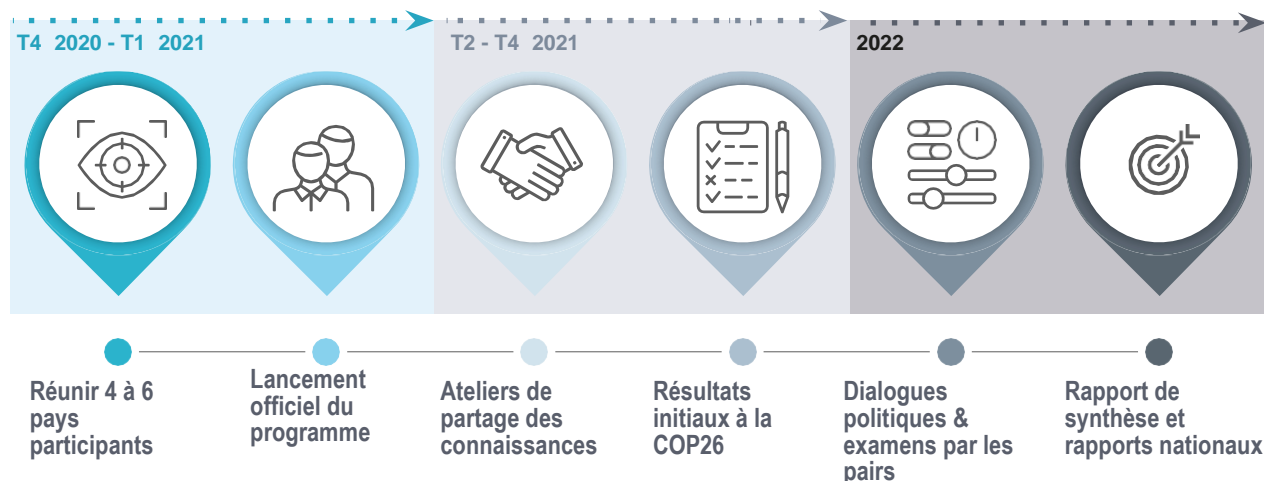 T4 2020 - T1 2021
T2 - T4 2021
2022
Réunir 4 à 6
pays
participants
Lancement
officiel du
programme
Ateliers de
partage des
connaissances
Résultats
initiaux à la
COP26
Dialogues
politiques &
examens par les
pairs
Rapport de
synthèse et
rapports nationaux